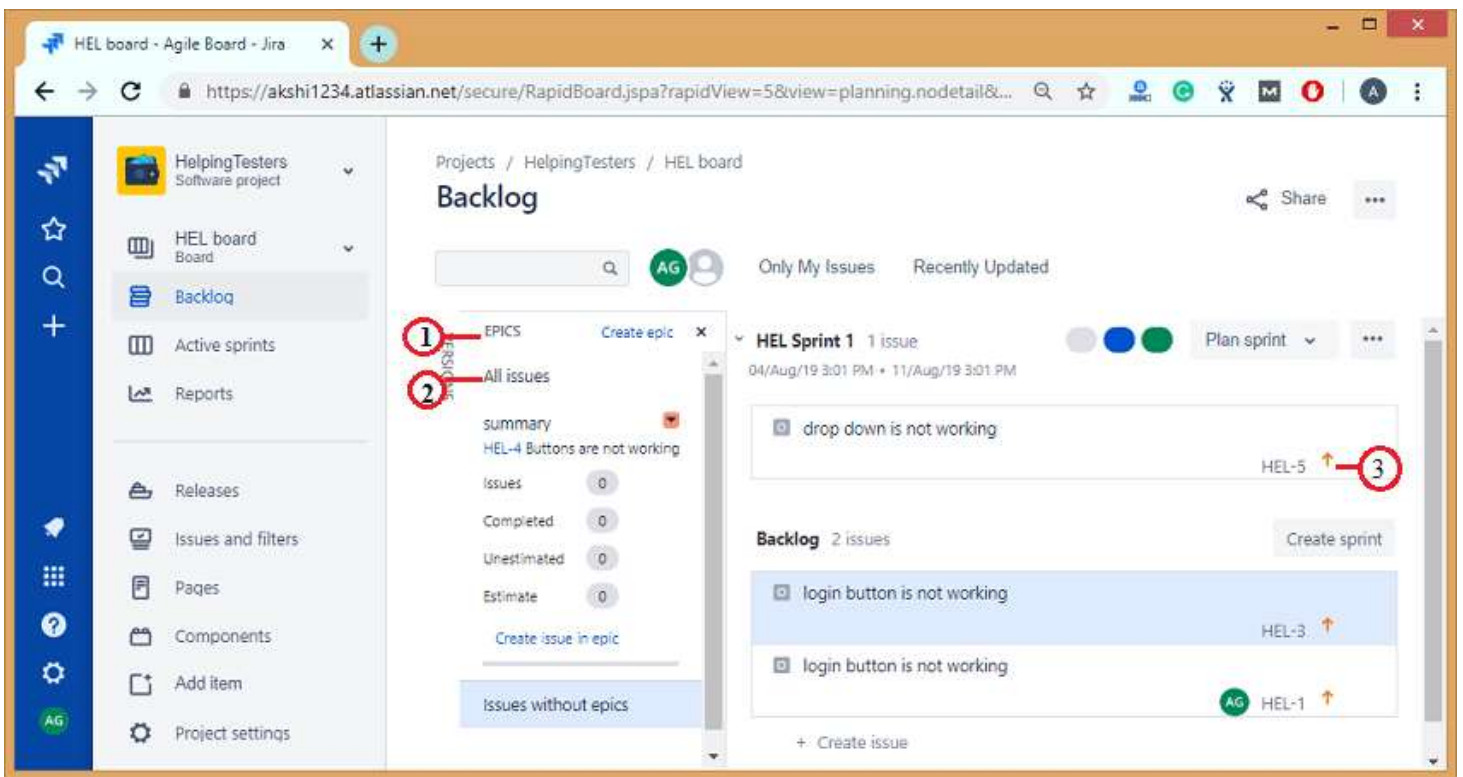 HEL board - Agile Board - Jira
https://akshi1234.atlassian.net/secure/RapidBoard.jspa?rapidView=5&view=planning.nodetail&...
A
HelpingTesters
Software project
HEL board
Board
Backlog
Active sprints
Reports
Releases
Issues and filters
Pages
Components
Add item
Project settings
AG
Projects / HelpingTesters / HEL board
Backlog
Share
AG
Only My Issues
Recently Updated
1
EPICS
Create epic
2
All issues
summary
HEL-4 Buttons are not working
Issues 0
Completed 0
Unestimated 0
Estimate 0
Create issue in epic
Issues without epics
HEL Sprint 1 1 issue
Plan sprint
04/Aug/19 3:01 PM • 11/Aug/19 3:01 PM
drop down is not working
HEL-5
3
Backlog 2 issues
Create sprint
login button is not working
HEL-3
login button is not working
AG HEL-1
+ Create issue